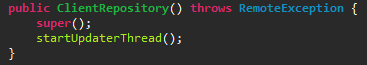 public ClientRepository() throws RemoteException {
    super();
    startUpdaterThread();
}